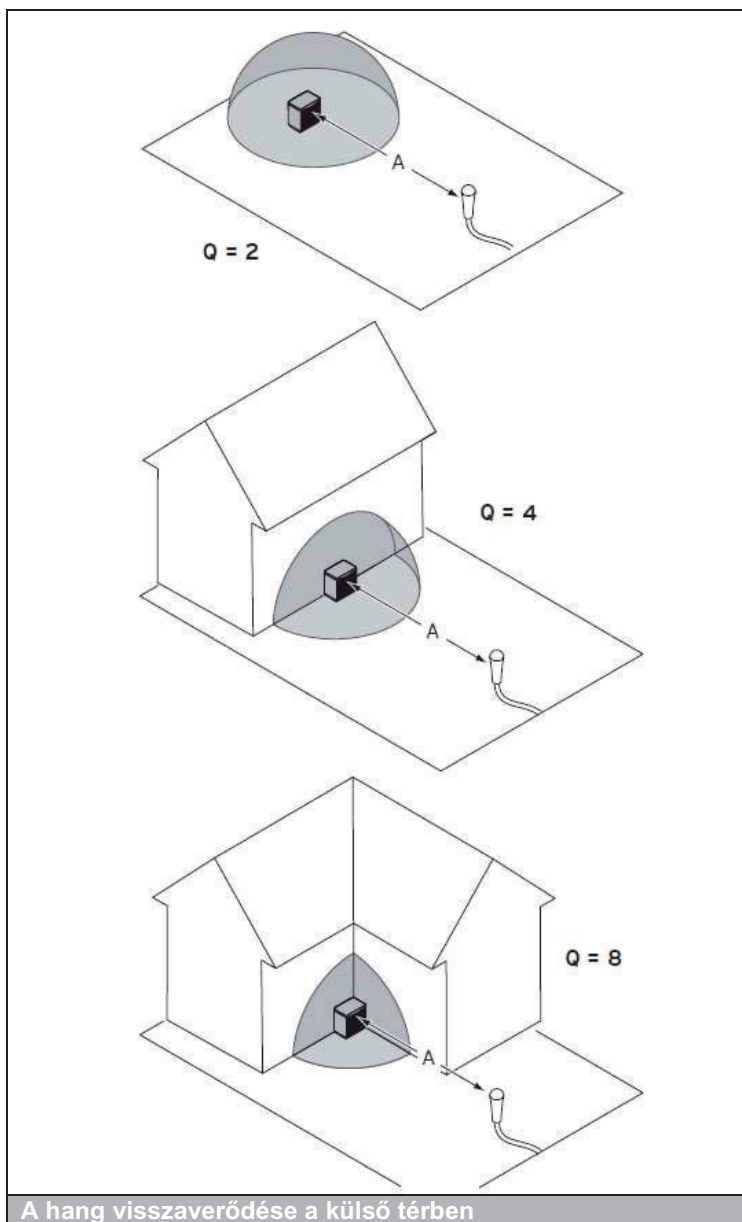 A
Q = 2
Q = 4
A
Q = 8
A
A hang visszaverődése a külső térben